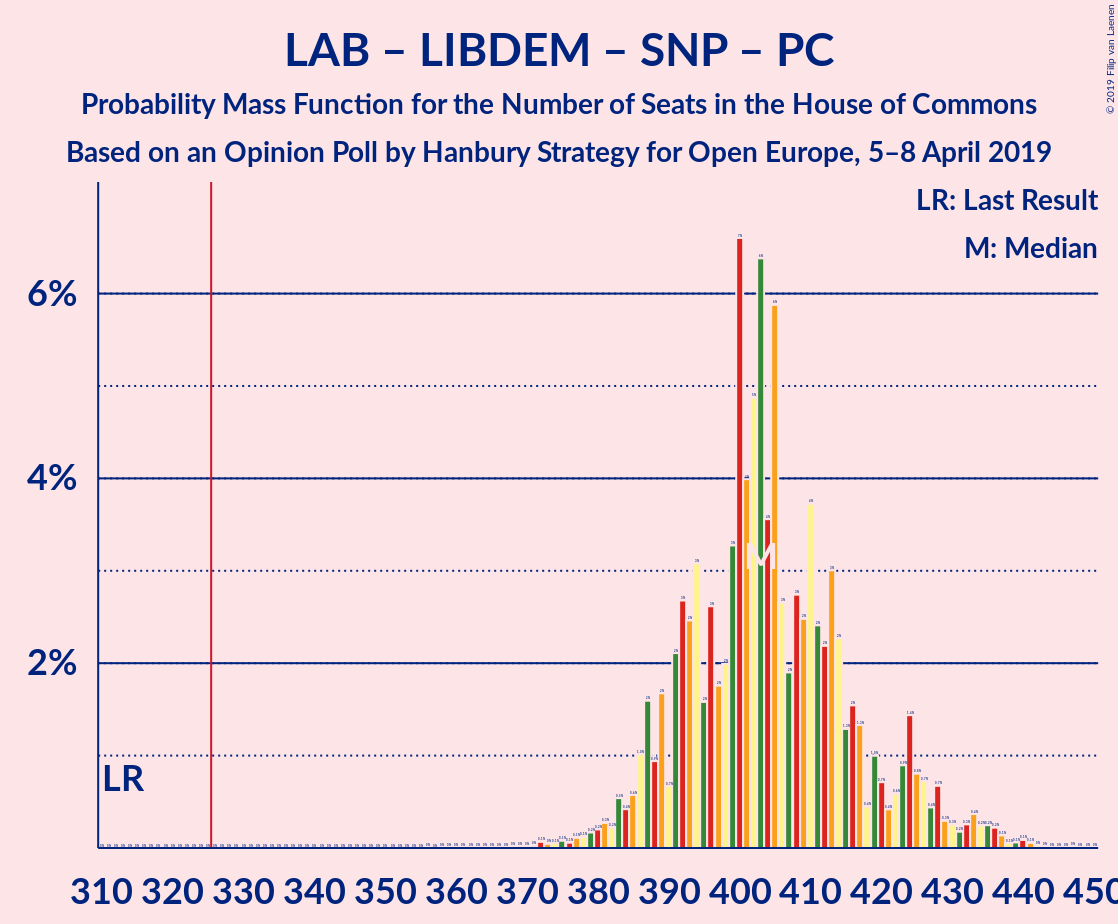 LAB – LIBDEM – SNP – PC
Probability Mass Function for the Number of Seats in the House of Commons
Based on an Opinion Poll by Hanbury Strategy for Open Europe, 5–8 April 2019
© 2019 Filip van Laenen
LR: Last Result
M: Median
6%
4%
2%
M
LR
310 320 330 340 350 360 370 380 390 400 410 420 430 440 450